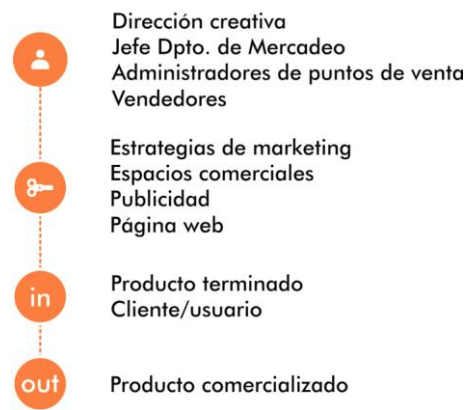 Dirección creativa
Jefe Dpto. de Mercadeo
Administradores de puntos de venta
Vendedores
Estrategias de marketing
Espacios comerciales
Publicidad
Página web
in
Producto terminado
Cliente/usuario
out
Producto comercializado